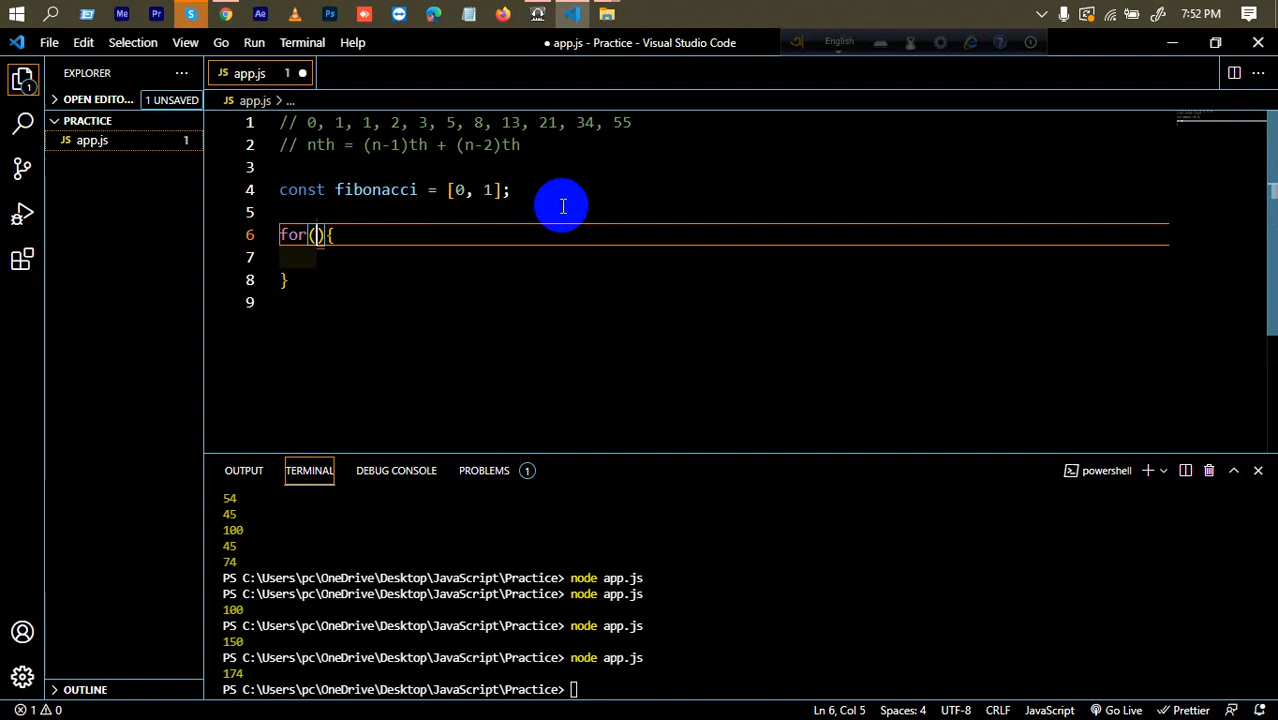 7:52 PM
File Edit Selection View Go Run Terminal Help
● app.js - Practice - Visual Studio Code
English
EXPLORER
OPEN EDITO... 1 UNSAVED
PRACTICE
JS app.js 1
OUTLINE
JS app.js 1
JS app.js > ...
1 // 0, 1, 1, 2, 3, 5, 8, 13, 21, 34, 55
2 // nth = (n-1)th + (n-2)th
3
4 const fibonacci = [0, 1];
5
6 for(){
7
8 }
9
OUTPUT TERMINAL DEBUG CONSOLE PROBLEMS 1
powershell
54
45
100
45
74
PS C:\Users\pc\OneDrive\Desktop\JavaScript\Practice> node app.js
PS C:\Users\pc\OneDrive\Desktop\JavaScript\Practice> node app.js
100
PS C:\Users\pc\OneDrive\Desktop\JavaScript\Practice> node app.js
150
PS C:\Users\pc\OneDrive\Desktop\JavaScript\Practice> node app.js
174
PS C:\Users\pc\OneDrive\Desktop\JavaScript\Practice>
1 0 Ln 6, Col 5 Spaces: 4 UTF-8 CRLF JavaScript Go Live Prettier